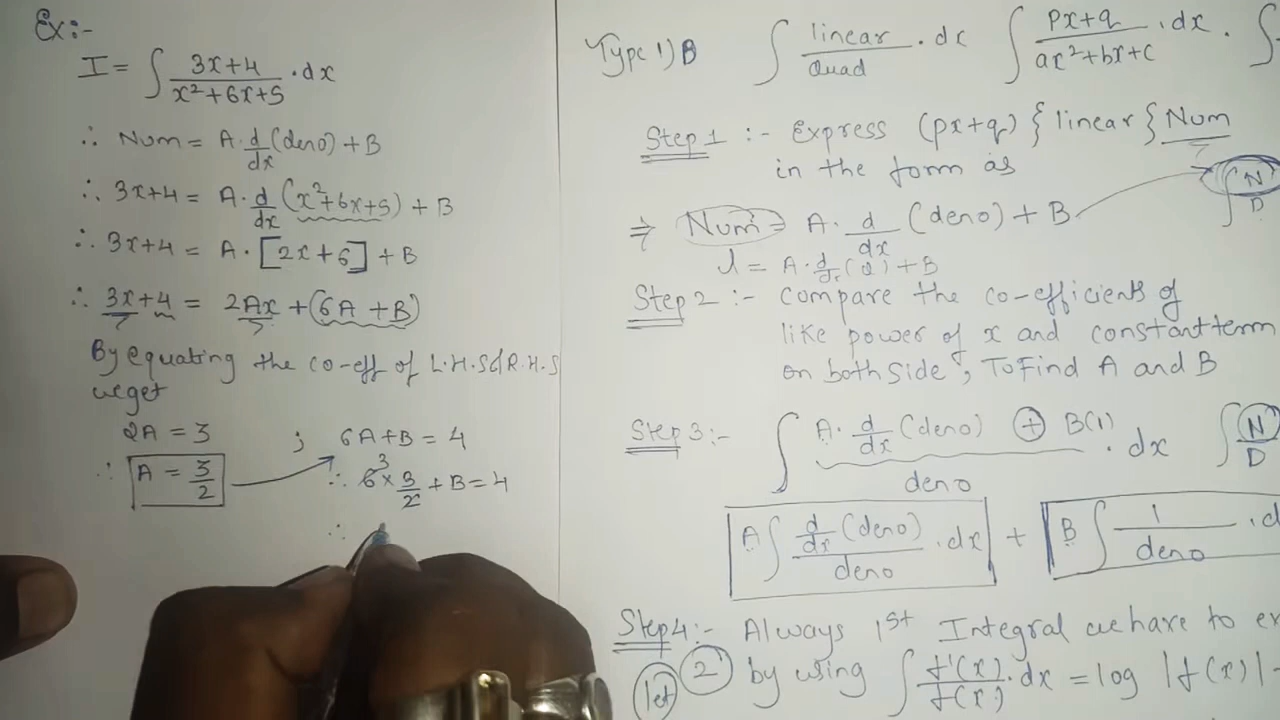 Ex:-
I = ∫ 3x+4 / x²+6x+5 . dx
∴ Num = A. d/dx (deno) + B
∴ 3x+4 = A. d/dx (x²+6x+5) + B
∴ 3x+4 = A. [2x+6] + B
∴ 3x+4 = 2Ax + (6A+B)
By equating the co-eff of L.H.S & R.H.S
we get
2A = 3 ; 6A+B = 4
∴ A = 3/2 ∴ 6 3 × 3/2 + B = 4
∴
Type 1) B ∫ linear / Quad . dx ∫ px+q / ax²+bx+c . dx . ∫
Step 1 :- Express (px+q) {linear} Num
in the form as
⇒ Num = A. d/dx (deno) + B ∫ N/D
l = A. d/dx (Q) + B
Step 2 :- Compare the co-efficients of
like power of x and constant term
on both side, To Find A and B
Step 3 :- ∫ A. d/dx (deno) + B(1) / deno . dx ∫ N/D
A ∫ d/dx (deno) / deno . dx + B ∫ 1 / deno . d
Step 4 :- Always 1st Integral we have to
let 2 by using ∫ f'(x) / f(x) . dx = log |f(x)| +